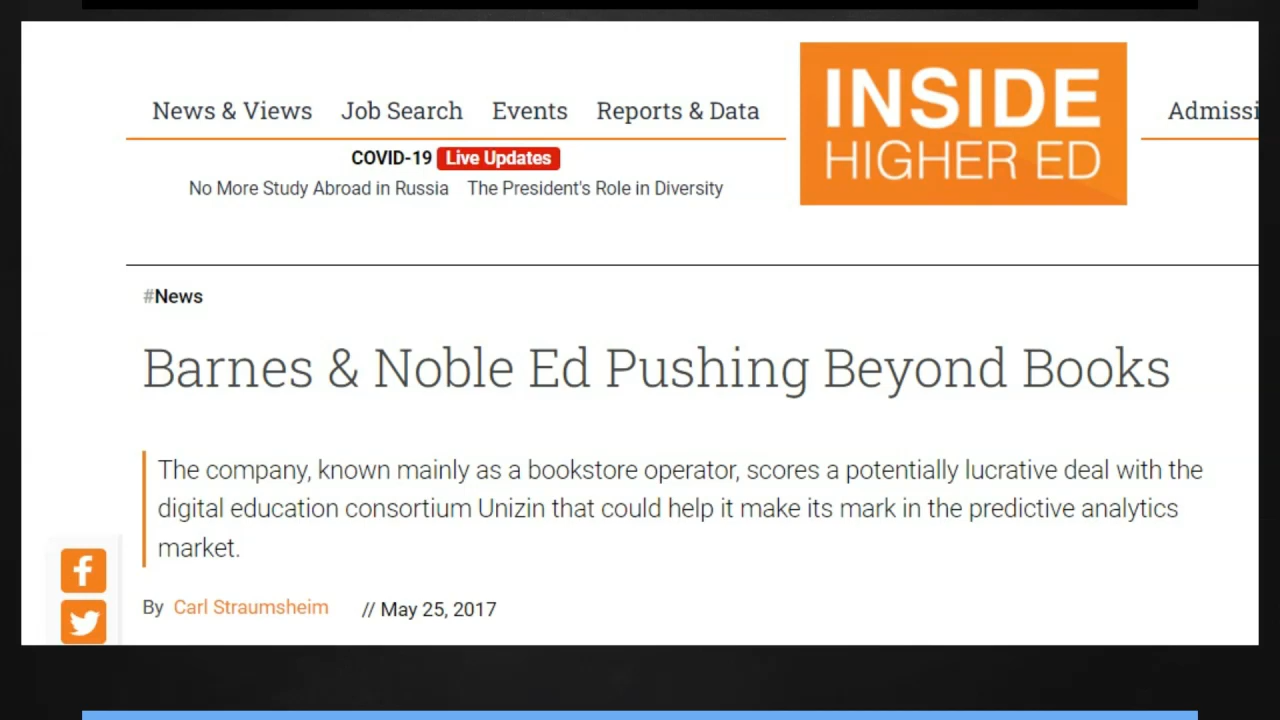 News & Views Job Search Events Reports & Data
INSIDE
HIGHER ED
COVID-19 Live Updates
No More Study Abroad in Russia The President's Role in Diversity
#News
Barnes & Noble Ed Pushing Beyond Books
The company, known mainly as a bookstore operator, scores a potentially lucrative deal with the
digital education consortium Unizin that could help it make its mark in the predictive analytics
market.
By Carl Straumsheim // May 25, 2017